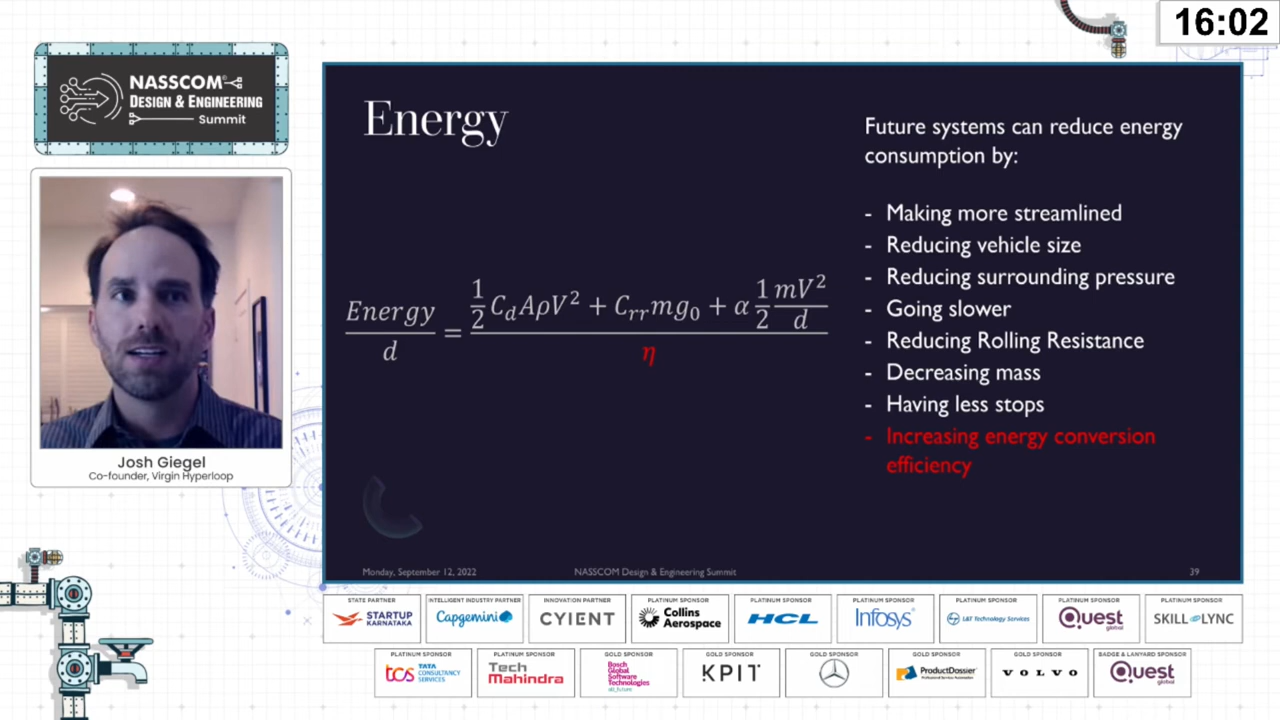 16:02
NASSCOM®
DESIGN & ENGINEERING
Summit
Josh Giegel
Co-founder, Virgin Hyperloop
Energy
Energy/d = (1/2 C_d AρV² + C_rr mg₀ + α 1/2 mV²/d)/η
Future systems can reduce energy
consumption by:
- Making more streamlined
- Reducing vehicle size
- Reducing surrounding pressure
- Going slower
- Reducing Rolling Resistance
- Decreasing mass
- Having less stops
- Increasing energy conversion
efficiency
Monday, September 12, 2022
NASSCOM Design & Engineering Summit
39
STATE PARTNER
STARTUP
KARNATAKA
INTELLIGENT INDUSTRY PARTNER
Capgemini
INNOVATION PARTNER
CYIENT
PLATINUM SPONSOR
Collins
Aerospace
PLATINUM SPONSOR
HCL
PLATINUM SPONSOR
Infosys
PLATINUM SPONSOR
L&T Technology Services
PLATINUM SPONSOR
Quest
global
PLATINUM SPONSOR
SKILL LYNC
PLATINUM SPONSOR
tcs TATA
CONSULTANCY
SERVICES
PLATINUM SPONSOR
Tech
Mahindra
GOLD SPONSOR
Bosch
Global
Software
Technologies
GOLD SPONSOR
KPIT
GOLD SPONSOR
GOLD SPONSOR
ProductDossier
GOLD SPONSOR
VOLVO
BADGE & LANYARD SPONSOR
Quest
global